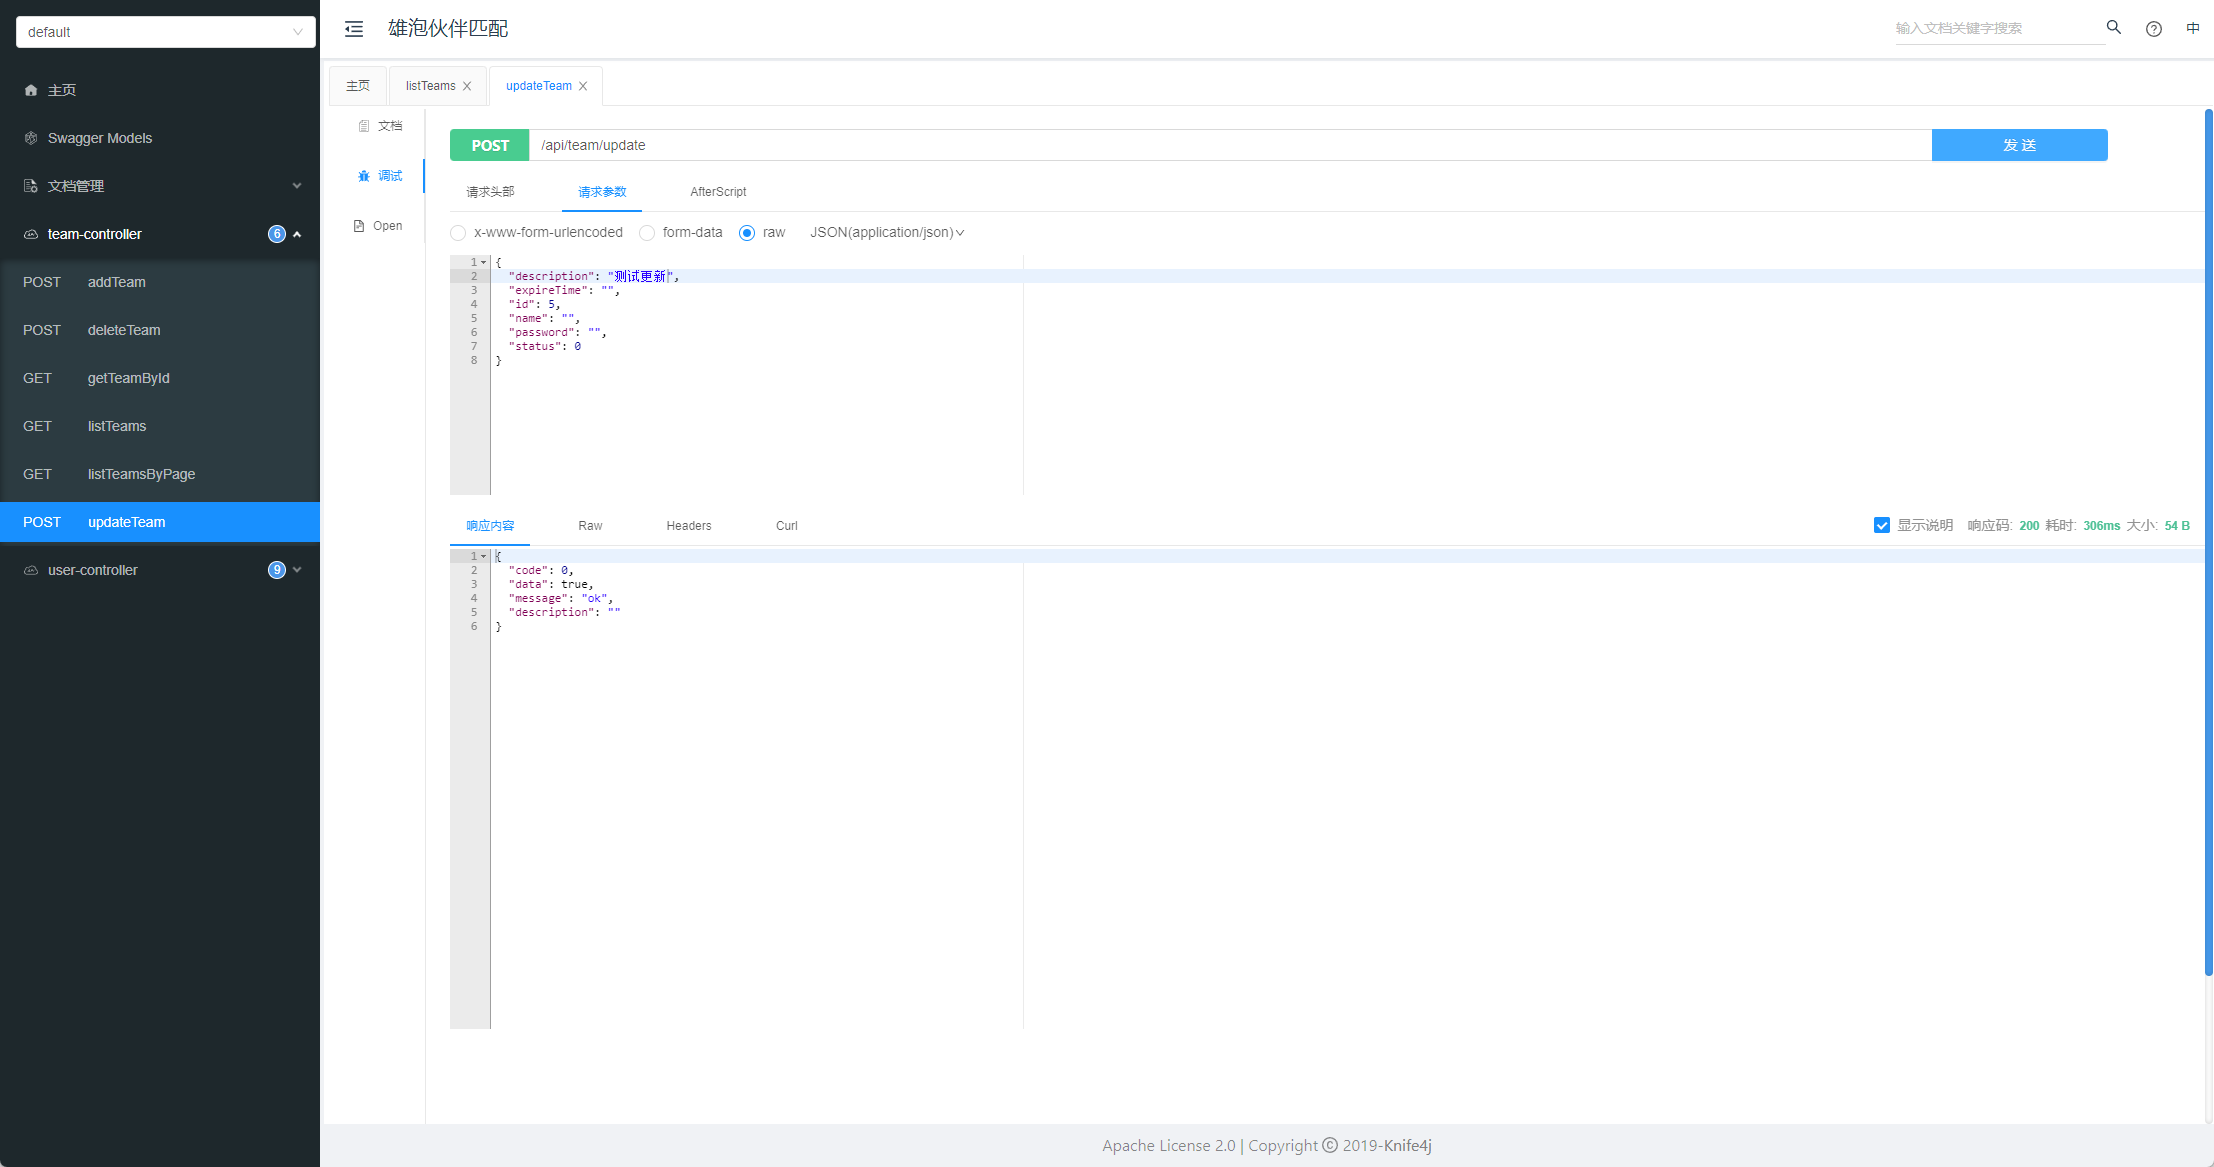 default
主页
Swagger Models
文档管理
team-controller 6
POST addTeam
POST deleteTeam
GET getTeamById
GET listTeams
GET listTeamsByPage
POST updateTeam
user-controller 9
雄泡伙伴匹配
输入文档关键字搜索 中
主页 listTeams updateTeam
文档
调试
Open
POST /api/team/update 发 送
请求头部 请求参数 AfterScript
x-www-form-urlencoded form-data raw JSON(application/json)
1 {
2 "description": "测试更新",
3 "expireTime": "",
4 "id": 5,
5 "name": "",
6 "password": "",
7 "status": 0
8 }
响应内容 Raw Headers Curl 显示说明 响应码: 200 耗时: 306ms 大小: 54 B
1 {
2 "code": 0,
3 "data": true,
4 "message": "ok",
5 "description": ""
6 }
Apache License 2.0 | Copyright © 2019-Knife4j